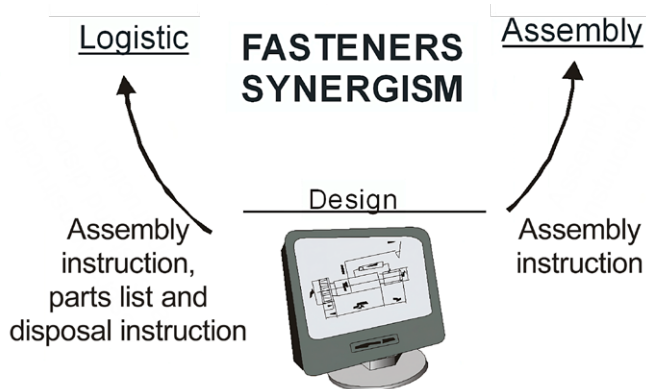 Logistic
FASTENERS
SYNERGISM
Assembly
Design
Assembly
instruction,
parts list and
disposal instruction
Assembly
instruction